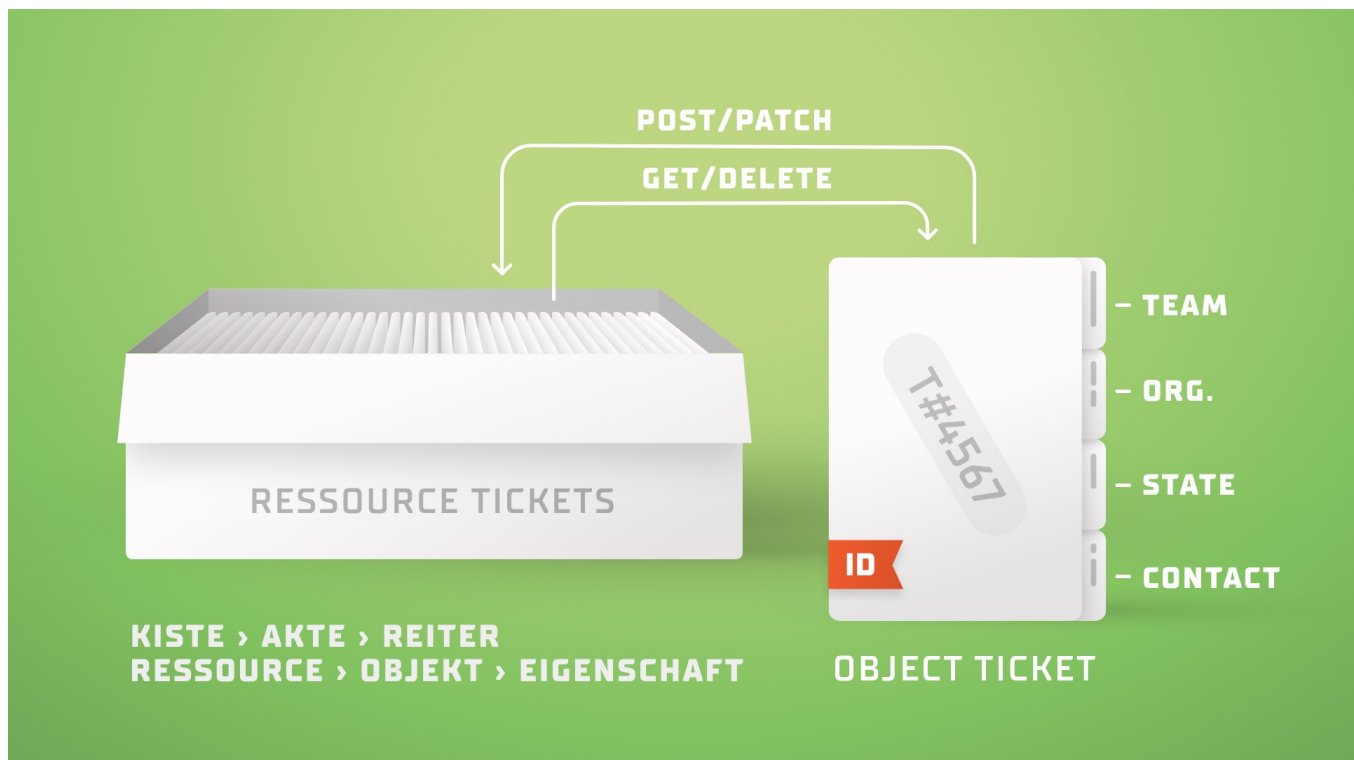 POST/PATCH
GET/DELETE
– TEAM
– ORG.
– STATE
– CONTACT
T#4567
ID
RESSOURCE TICKETS
KISTE › AKTE › REITER
RESSOURCE › OBJEKT › EIGENSCHAFT
OBJECT TICKET